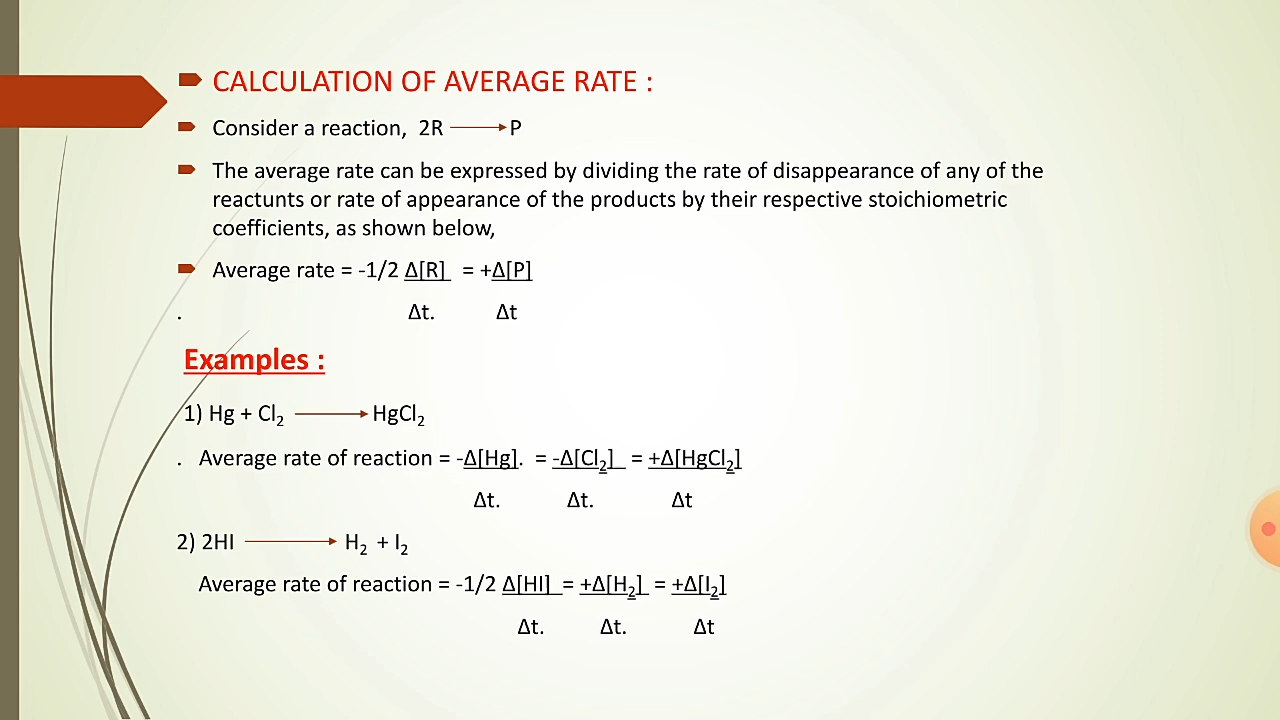 CALCULATION OF AVERAGE RATE :
Consider a reaction, 2R ⟶ P
The average rate can be expressed by dividing the rate of disappearance of any of the
reactunts or rate of appearance of the products by their respective stoichiometric
coefficients, as shown below,
Average rate = -1/2 Δ[R] = +Δ[P]
. Δt. Δt
Examples :
1) Hg + Cl₂ ⟶ HgCl₂
. Average rate of reaction = -Δ[Hg]. = -Δ[Cl₂] = +Δ[HgCl₂]
Δt. Δt. Δt
2) 2HI ⟶ H₂ + I₂
Average rate of reaction = -1/2 Δ[HI] = +Δ[H₂] = +Δ[I₂]
Δt. Δt. Δt